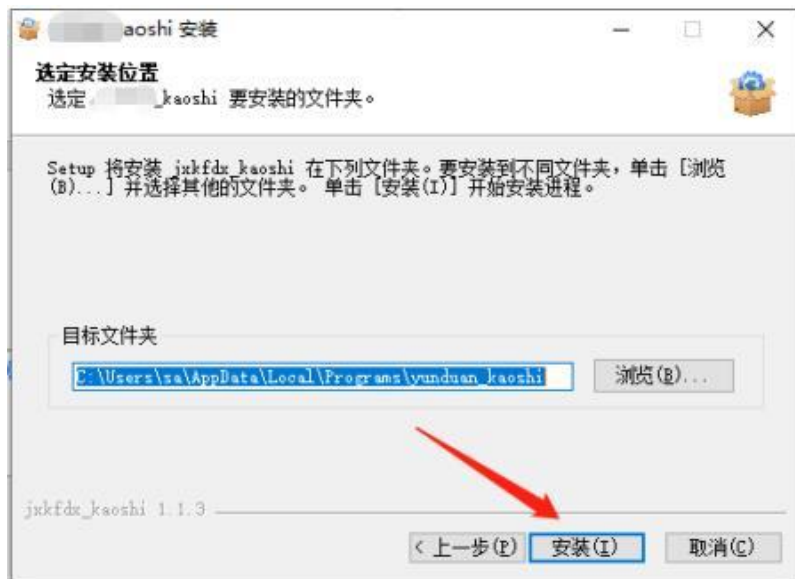 aoshi 安装
选定安装位置
选定 _kaoshi 要安装的文件夹。
Setup 将安装 jxkfdx_kaoshi 在下列文件夹。要安装到不同文件夹，单击 [浏览
(B)...] 并选择其他的文件夹。 单击 [安装(I)] 开始安装进程。
目标文件夹
C:\Users\sa\AppData\Local\Programs\yunduan_kaoshi
浏览(B)...
jxkfdx_kaoshi 1.1.3
< 上一步(P)
安装(I)
取消(C)